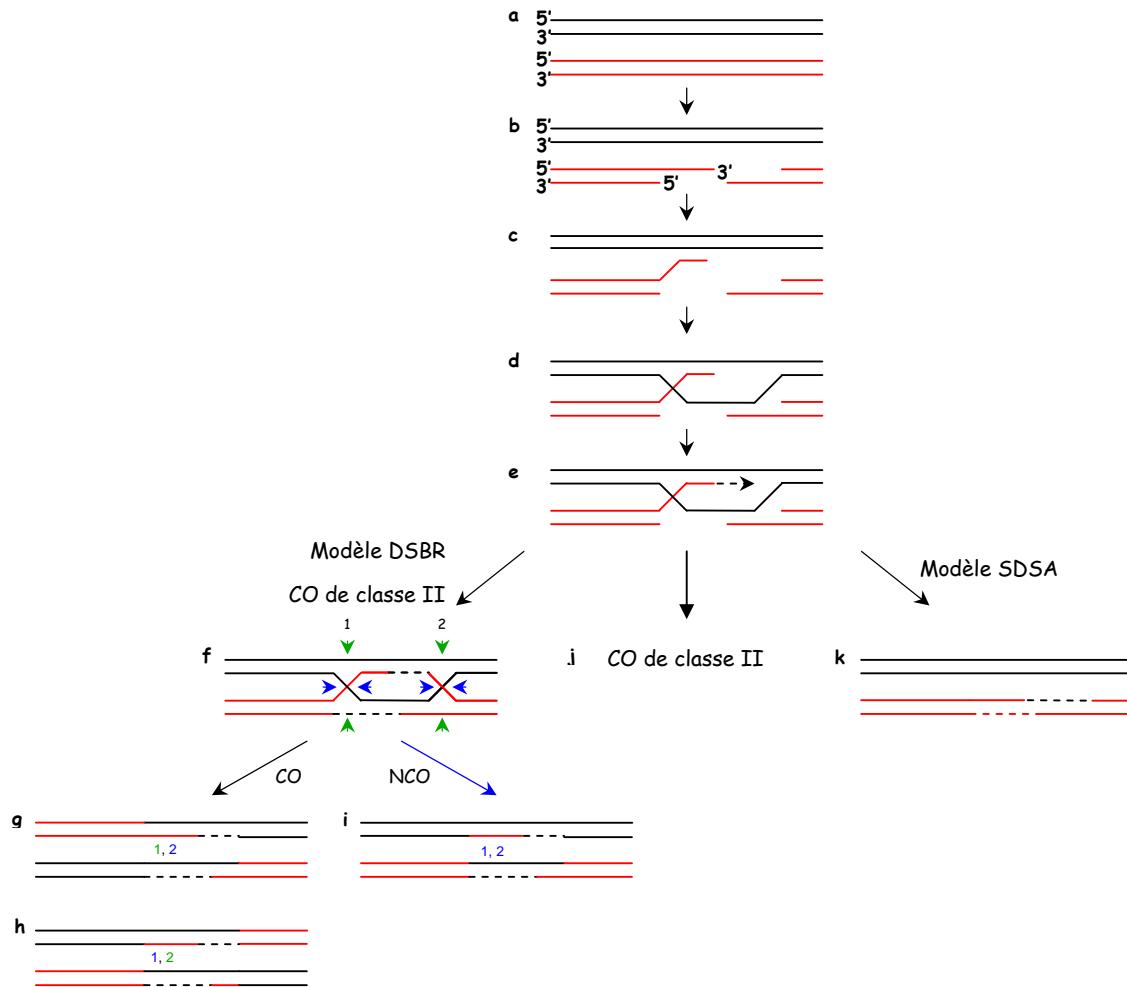 a 5'
3'
5'
3'
b 5'
3'
5' 3'
3' 5'
c
d
e
Modèle DSBR
CO de classe II
Modèle SDSA
1 2
f
j CO de classe II
k
CO NCO
g
1, 2
i
1, 2
h
1, 2